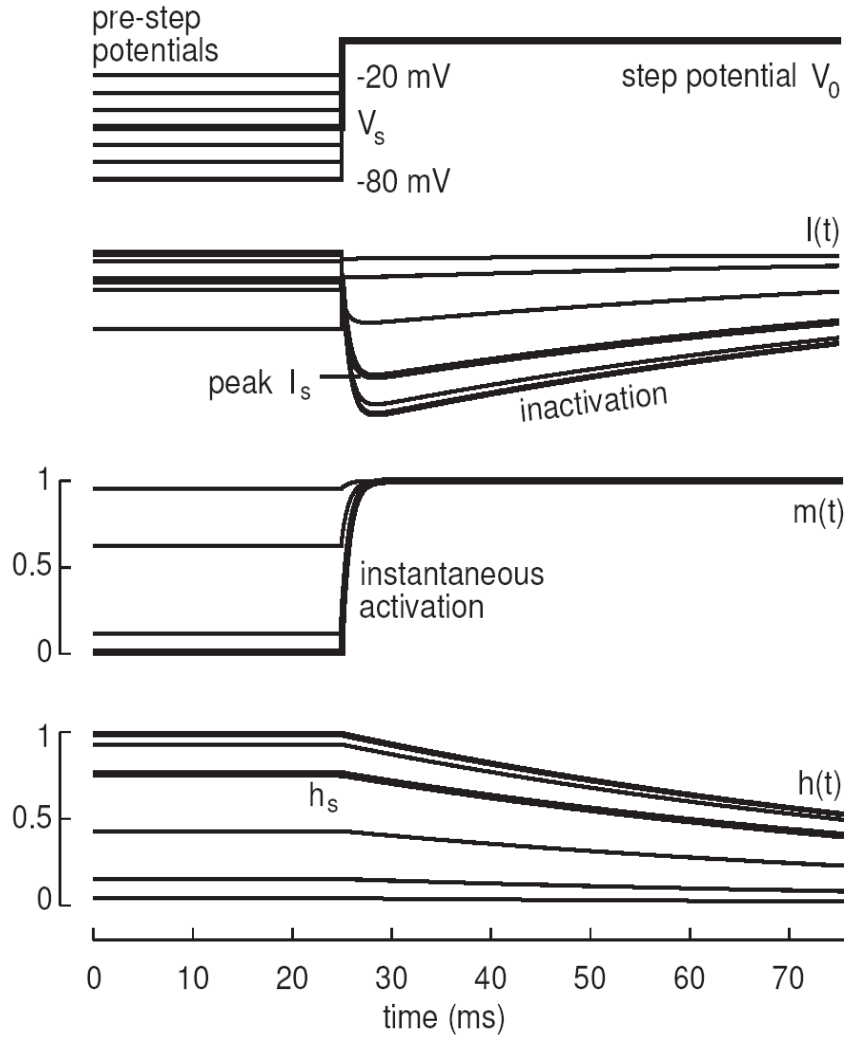 pre-step
potentials
-20 mV
step potential V0
Vs
-80 mV
I(t)
peak Is
inactivation
1
m(t)
0.5
instantaneous
activation
0
1
h(t)
hs
0.5
0
0 10 20 30 40 50 60 70
time (ms)